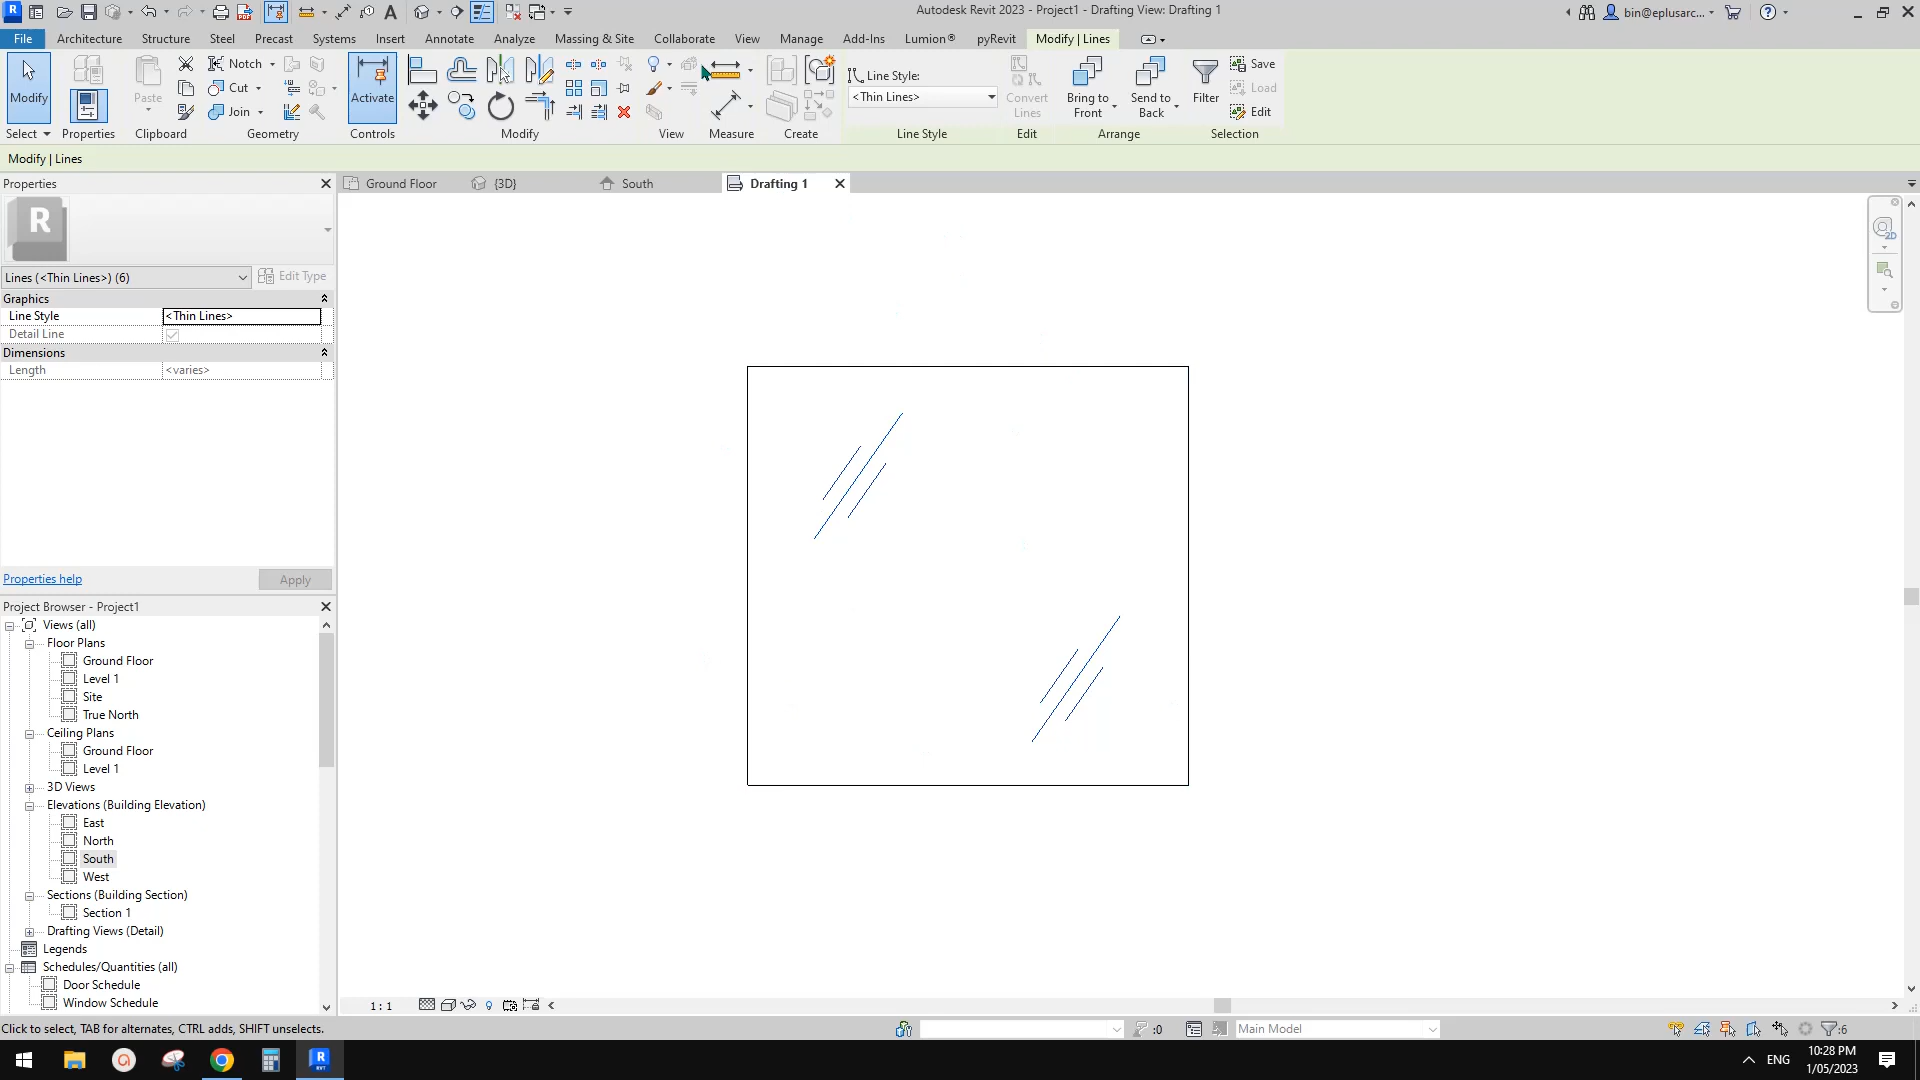 Autodesk Revit 2023 - Project1 - Drafting View: Drafting 1
bin@eplusarc...
File
Architecture
Structure
Steel
Precast
Systems
Insert
Annotate
Analyze
Massing & Site
Collaborate
View
Manage
Add-Ins
Lumion®
pyRevit
Modify | Lines
Modify
Select
Properties
Paste
Clipboard
Notch
Cut
Join
Geometry
Activate
Controls
Modify
View
Measure
Create
Line Style:
<Thin Lines>
Line Style
Convert
Lines
Edit
Bring to
Front
Send to
Back
Arrange
Filter
Save
Load
Edit
Selection
Modify | Lines
Properties
R
Lines (<Thin Lines>) (6)
Edit Type
Graphics
Line Style
<Thin Lines>
Detail Line
Dimensions
Length
<varies>
Properties help
Apply
Ground Floor
{3D}
South
Drafting 1
2D
Project Browser - Project1
Views (all)
Floor Plans
Ground Floor
Level 1
Site
True North
Ceiling Plans
Ground Floor
Level 1
3D Views
Elevations (Building Elevation)
East
North
South
West
Sections (Building Section)
Section 1
Drafting Views (Detail)
Legends
Schedules/Quantities (all)
Door Schedule
Window Schedule
1 : 1
Click to select, TAB for alternates, CTRL adds, SHIFT unselects.
:0
Main Model
:6
ENG
10:28 PM
1/05/2023